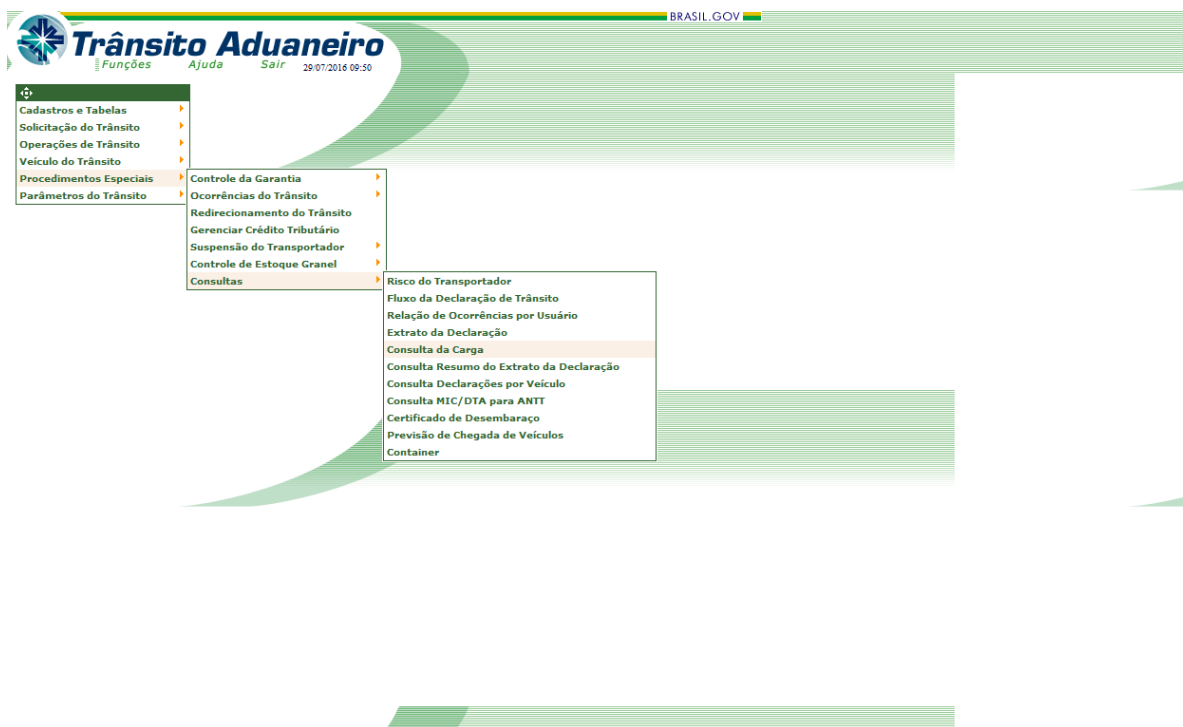 BRASIL.GOV
Trânsito Aduaneiro
Funções Ajuda Sair 29/07/2016 09:50
Cadastros e Tabelas
Solicitação do Trânsito
Operações de Trânsito
Veículo do Trânsito
Procedimentos Especiais
Parâmetros do Trânsito
Controle da Garantia
Ocorrências do Trânsito
Redirecionamento do Trânsito
Gerenciar Crédito Tributário
Suspensão do Transportador
Controle de Estoque Granel
Consultas
Risco do Transportador
Fluxo da Declaração de Trânsito
Relação de Ocorrências por Usuário
Extrato da Declaração
Consulta da Carga
Consulta Resumo do Extrato da Declaração
Consulta Declarações por Veículo
Consulta MIC/DTA para ANTT
Certificado de Desembaraço
Previsão de Chegada de Veículos
Container